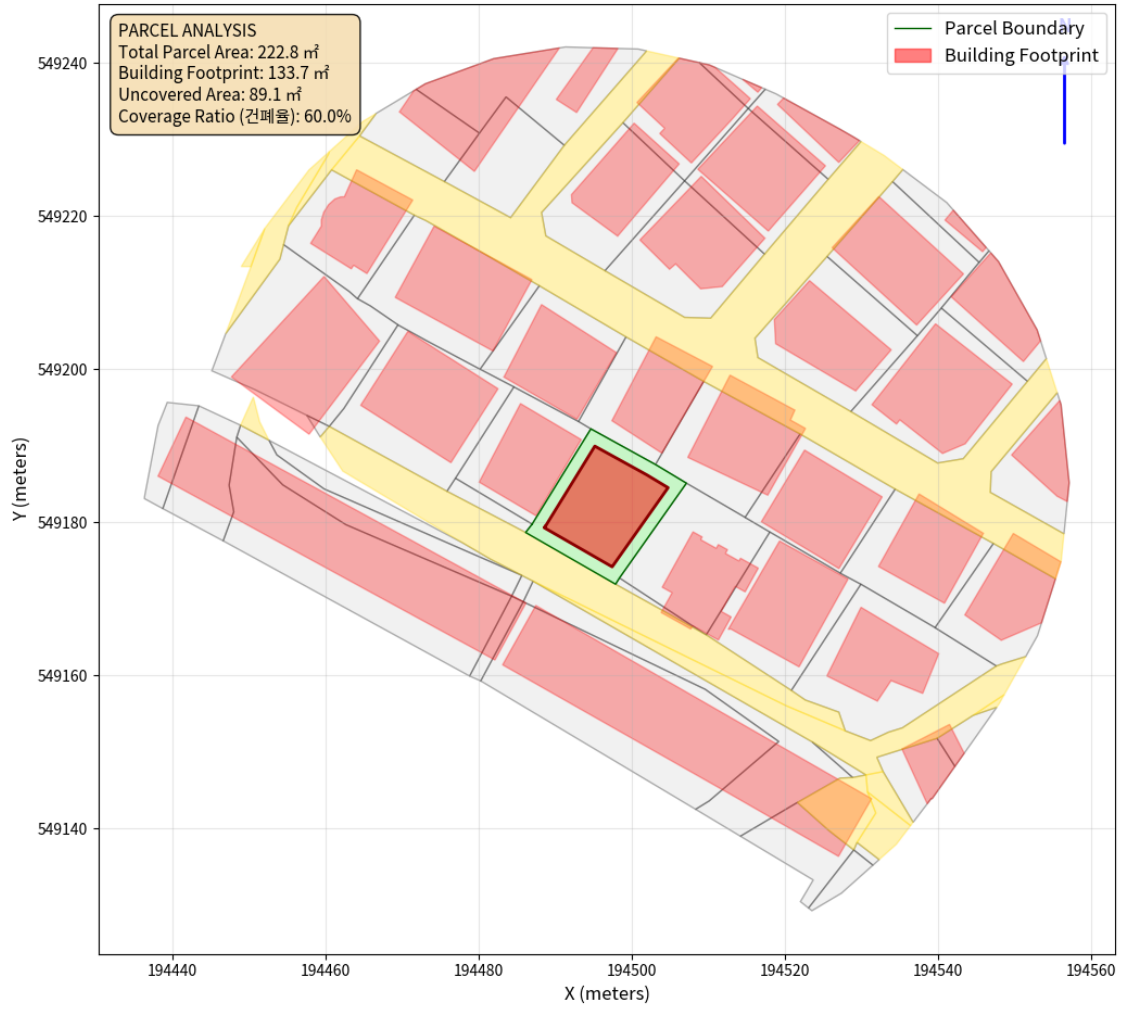 PARCEL ANALYSIS
Total Parcel Area: 222.8 ㎡
Building Footprint: 133.7 ㎡
Uncovered Area: 89.1 ㎡
Coverage Ratio (건폐율): 60.0%
Parcel Boundary
Building Footprint
N
549240
549220
549200
549180
549160
549140
Y (meters)
194440
194460
194480
194500
194520
194540
194560
X (meters)